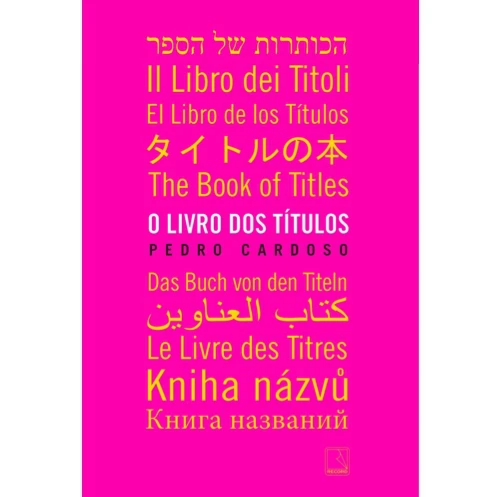 הכותרות של הספר
Il Libro dei Titoli
El Libro de los Títulos
タイトルの本
The Book of Titles
O LIVRO DOS TÍTULOS
PEDRO CARDOSO
Das Buch von den Titeln
كتاب العناوين
Le Livre des Titres
Kniha názvů
Книга названий
RECORD